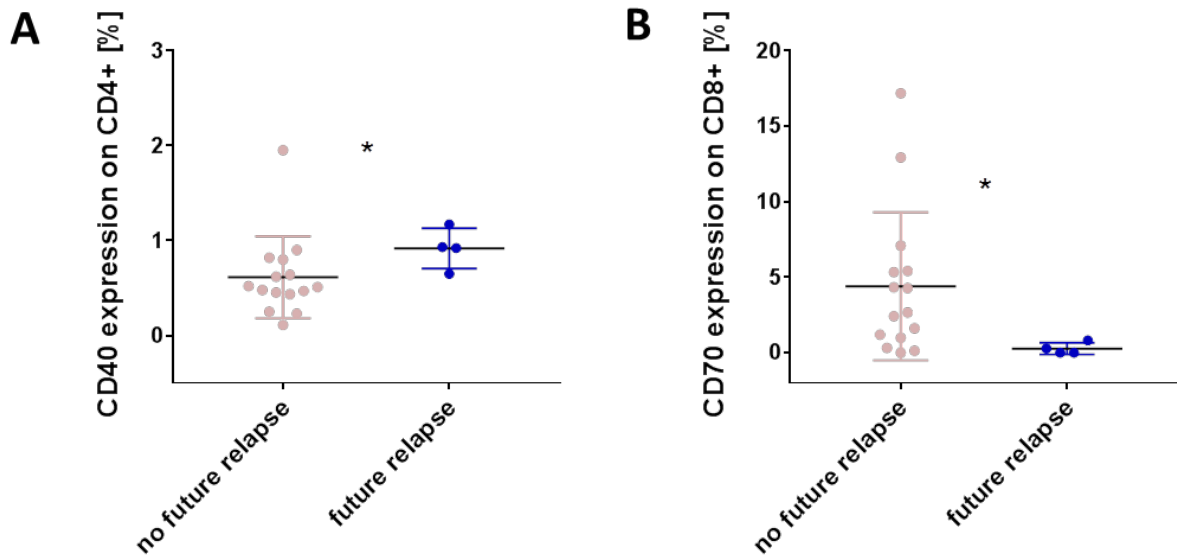 A
CD40 expression on CD4+ [%]
3
2
1
0
*
no future relapse
future relapse
B
CD70 expression on CD8+ [%]
20
15
10
5
0
*
no future relapse
future relapse